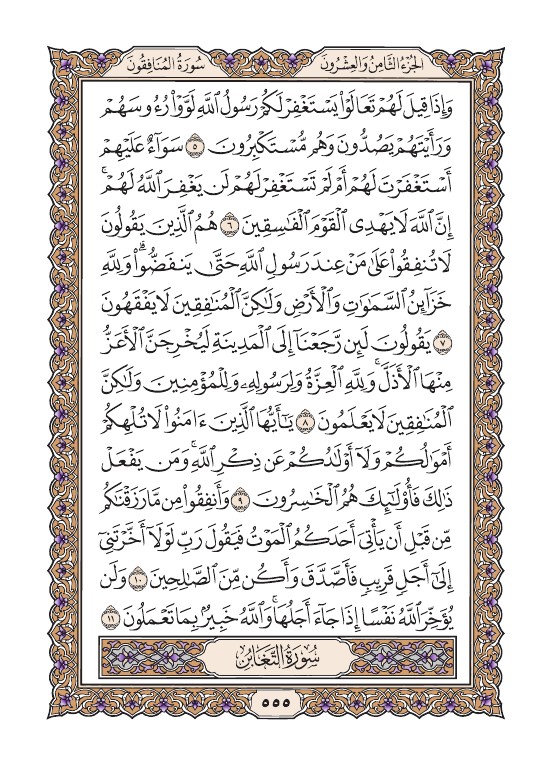 الجزء الثامن والعشرون
سورة المنافقون
وَإِذَا قِيلَ لَهُمْ تَعَالَوْا۟ يَسْتَغْفِرْ لَكُمْ رَسُولُ ٱللَّهِ لَوَّوْا۟ رُءُوسَهُمْ
وَرَأَيْتَهُمْ يَصُدُّونَ وَهُم مُّسْتَكْبِرُونَ ٥ سَوَآءٌ عَلَيْهِمْ
أَسْتَغْفَرْتَ لَهُمْ أَمْ لَمْ تَسْتَغْفِرْ لَهُمْ لَن يَغْفِرَ ٱللَّهُ لَهُمْ ۚ
إِنَّ ٱللَّهَ لَا يَهْدِى ٱلْقَوْمَ ٱلْفَـٰسِقِينَ ٦ هُمُ ٱلَّذِينَ يَقُولُونَ
لَا تُنفِقُوا۟ عَلَىٰ مَنْ عِندَ رَسُولِ ٱللَّهِ حَتَّىٰ يَنفَضُّوا۟ ۗ وَلِلَّهِ
خَزَآئِنُ ٱلسَّمَـٰوَٰتِ وَٱلْأَرْضِ وَلَـٰكِنَّ ٱلْمُنَـٰفِقِينَ لَا يَفْقَهُونَ
٧ يَقُولُونَ لَئِن رَّجَعْنَآ إِلَى ٱلْمَدِينَةِ لَيُخْرِجَنَّ ٱلْأَعَزُّ
مِنْهَا ٱلْأَذَلَّ ۚ وَلِلَّهِ ٱلْعِزَّةُ وَلِرَسُولِهِۦ وَلِلْمُؤْمِنِينَ وَلَـٰكِنَّ
ٱلْمُنَـٰفِقِينَ لَا يَعْلَمُونَ ٨ يَـٰٓأَيُّهَا ٱلَّذِينَ ءَامَنُوا۟ لَا تُلْهِكُمْ
أَمْوَٰلُكُمْ وَلَآ أَوْلَـٰدُكُمْ عَن ذِكْرِ ٱللَّهِ ۚ وَمَن يَفْعَلْ
ذَٰلِكَ فَأُو۟لَـٰٓئِكَ هُمُ ٱلْخَـٰسِرُونَ ٩ وَأَنفِقُوا۟ مِن مَّا رَزَقْنَـٰكُم
مِّن قَبْلِ أَن يَأْتِىَ أَحَدَكُمُ ٱلْمَوْتُ فَيَقُولَ رَبِّ لَوْلَآ أَخَّرْتَنِىٓ
إِلَىٰٓ أَجَلٍ قَرِيبٍ فَأَصَّدَّقَ وَأَكُن مِّنَ ٱلصَّـٰلِحِينَ ١٠ وَلَن
يُؤَخِّرَ ٱللَّهُ نَفْسًا إِذَا جَآءَ أَجَلُهَا ۚ وَٱللَّهُ خَبِيرٌۢ بِمَا تَعْمَلُونَ ١١
سورة التغابن
٥٥٥